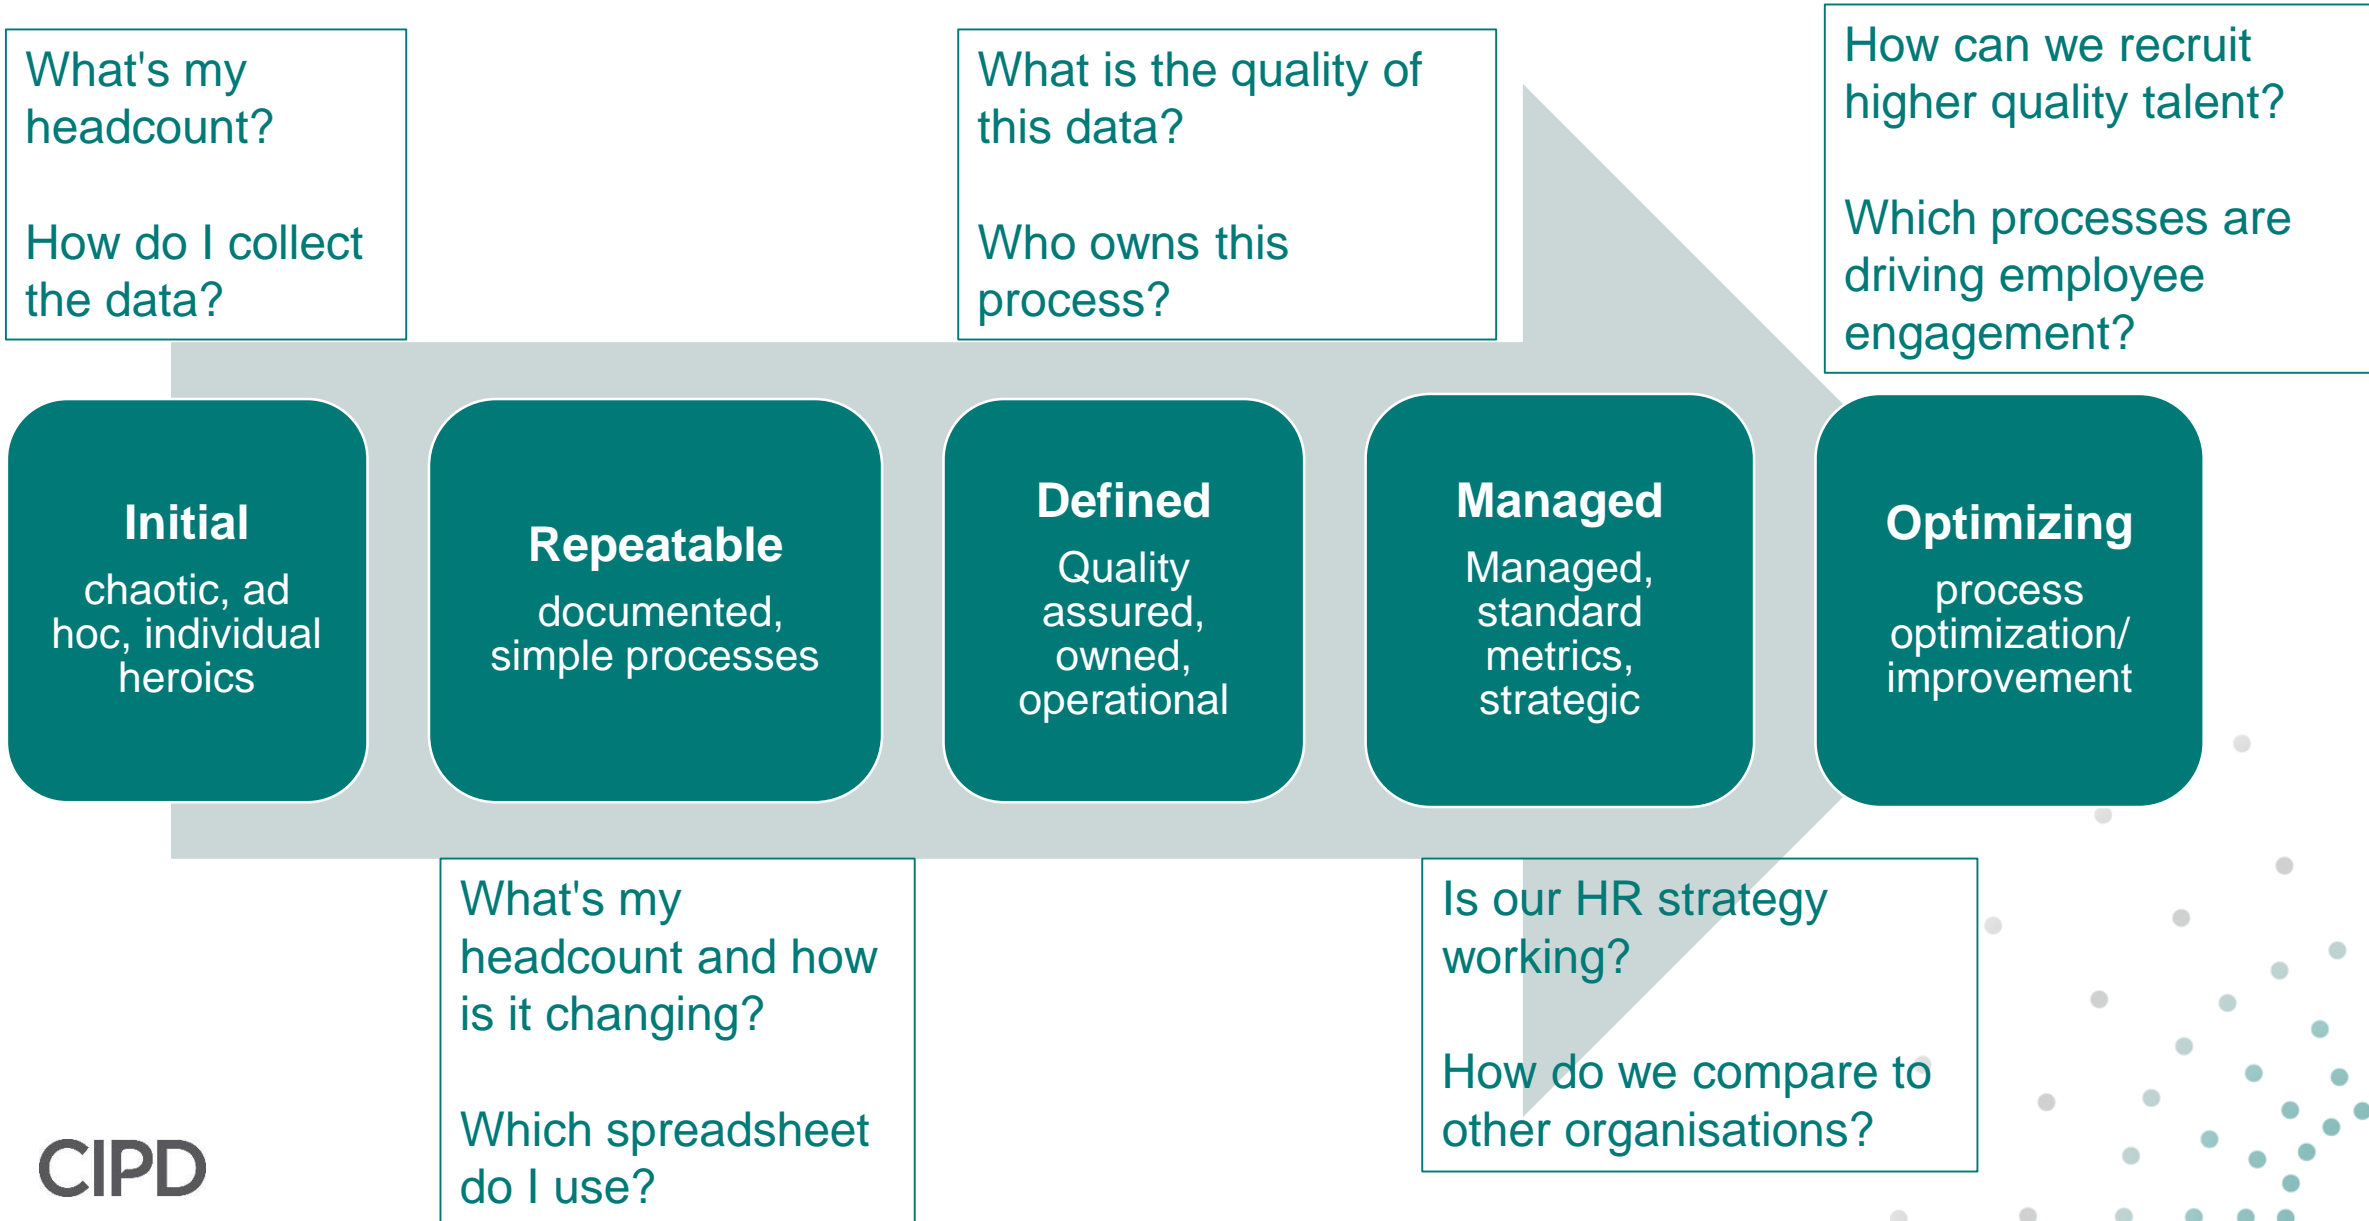 What's my
headcount?
How do I collect
the data?
What is the quality of
this data?
Who owns this
process?
How can we recruit
higher quality talent?
Which processes are
driving employee
engagement?
Initial
chaotic, ad
hoc, individual
heroics
Repeatable
documented,
simple processes
Defined
Quality
assured,
owned,
operational
Managed
Managed,
standard
metrics,
strategic
Optimizing
process
optimization/
improvement
What's my
headcount and how
is it changing?
Which spreadsheet
do I use?
Is our HR strategy
working?
How do we compare to
other organisations?
CIPD